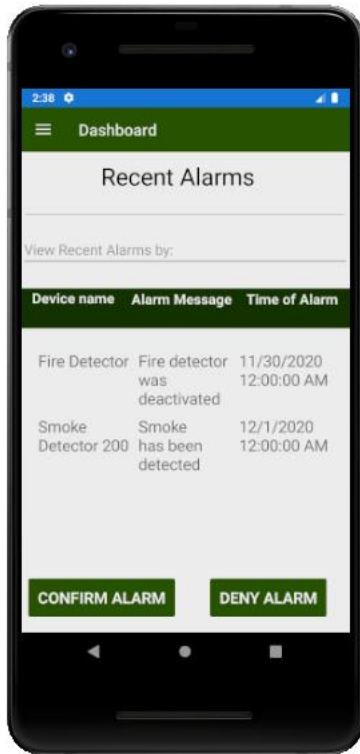 2:38
Dashboard
Recent Alarms
View Recent Alarms by:
Device name Alarm Message Time of Alarm
Fire Detector Fire detector 11/30/2020
was 12:00:00 AM
deactivated
Smoke Smoke 12/1/2020
Detector 200 has been 12:00:00 AM
detected
CONFIRM ALARM DENY ALARM